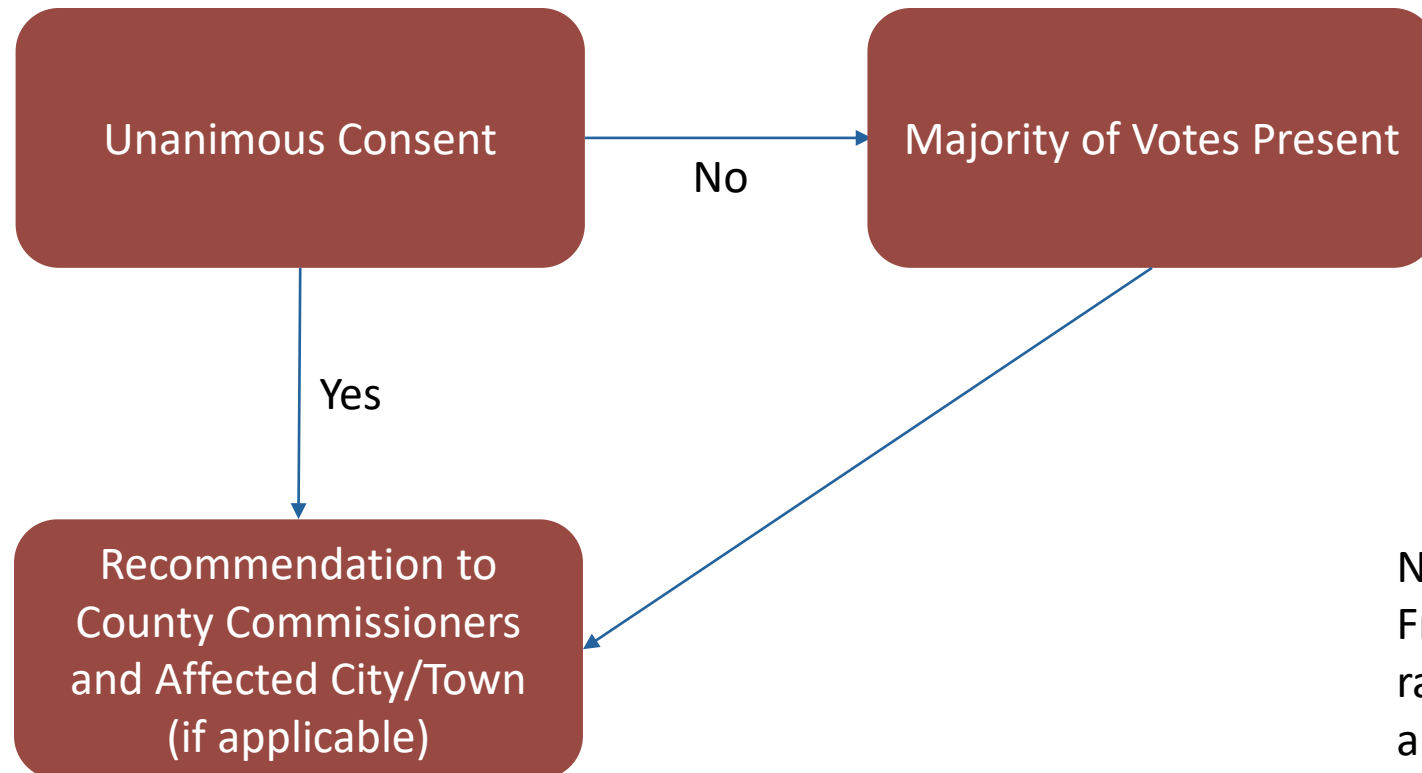 Unanimous Consent
No
Majority of Votes Present
Yes
Recommendation to
County Commissioners
and Affected City/Town
(if applicable)